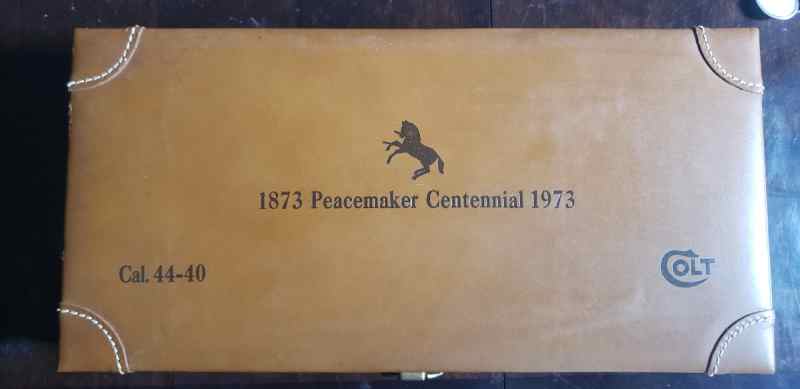 1873 Peacemaker Centennial 1973
Cal. 44-40
COLT